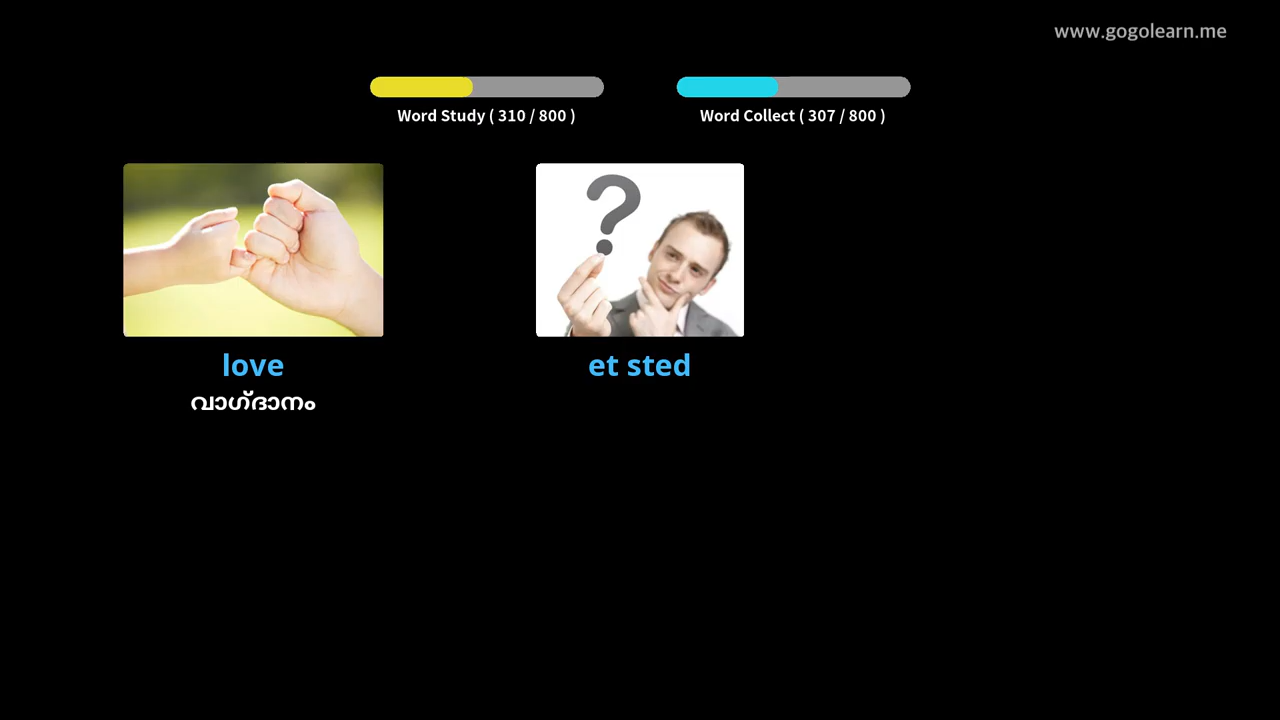 www.gogolearn.me
Word Study ( 310 / 800 )
Word Collect ( 307 / 800 )
love
വാഗ്ദാനം
et sted